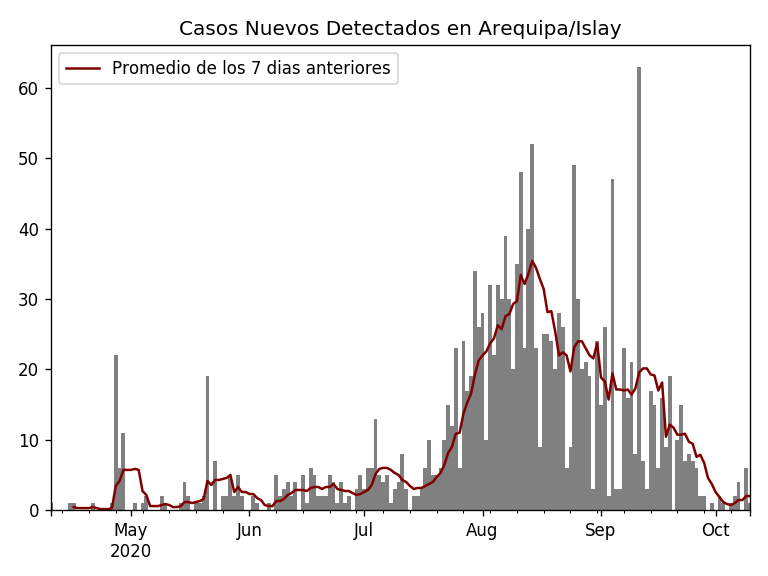 Casos Nuevos Detectados en Arequipa/Islay
Promedio de los 7 dias anteriores
60
50
40
30
20
10
0
May Jun Jul Aug Sep Oct
2020